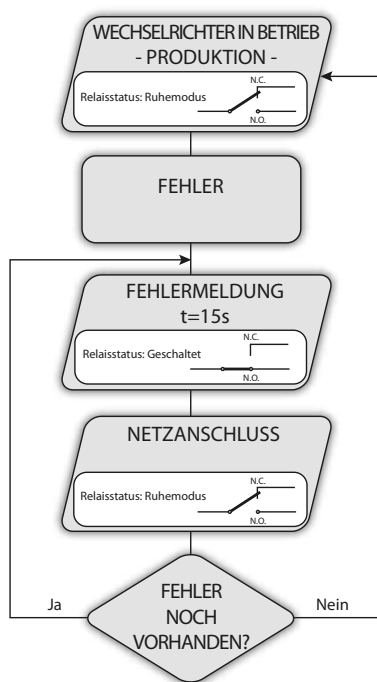 WECHSELRICHTER IN BETRIEB
- PRODUKTION -
N.C.
Relaisstatus: Ruhemodus
N.O.
FEHLER
FEHLERMELDUNG
t=15s
N.C.
Relaisstatus: Geschaltet
N.O.
NETZANSCHLUSS
N.C.
Relaisstatus: Ruhemodus
N.O.
Ja
FEHLER
NOCH
VORHANDEN?
Nein